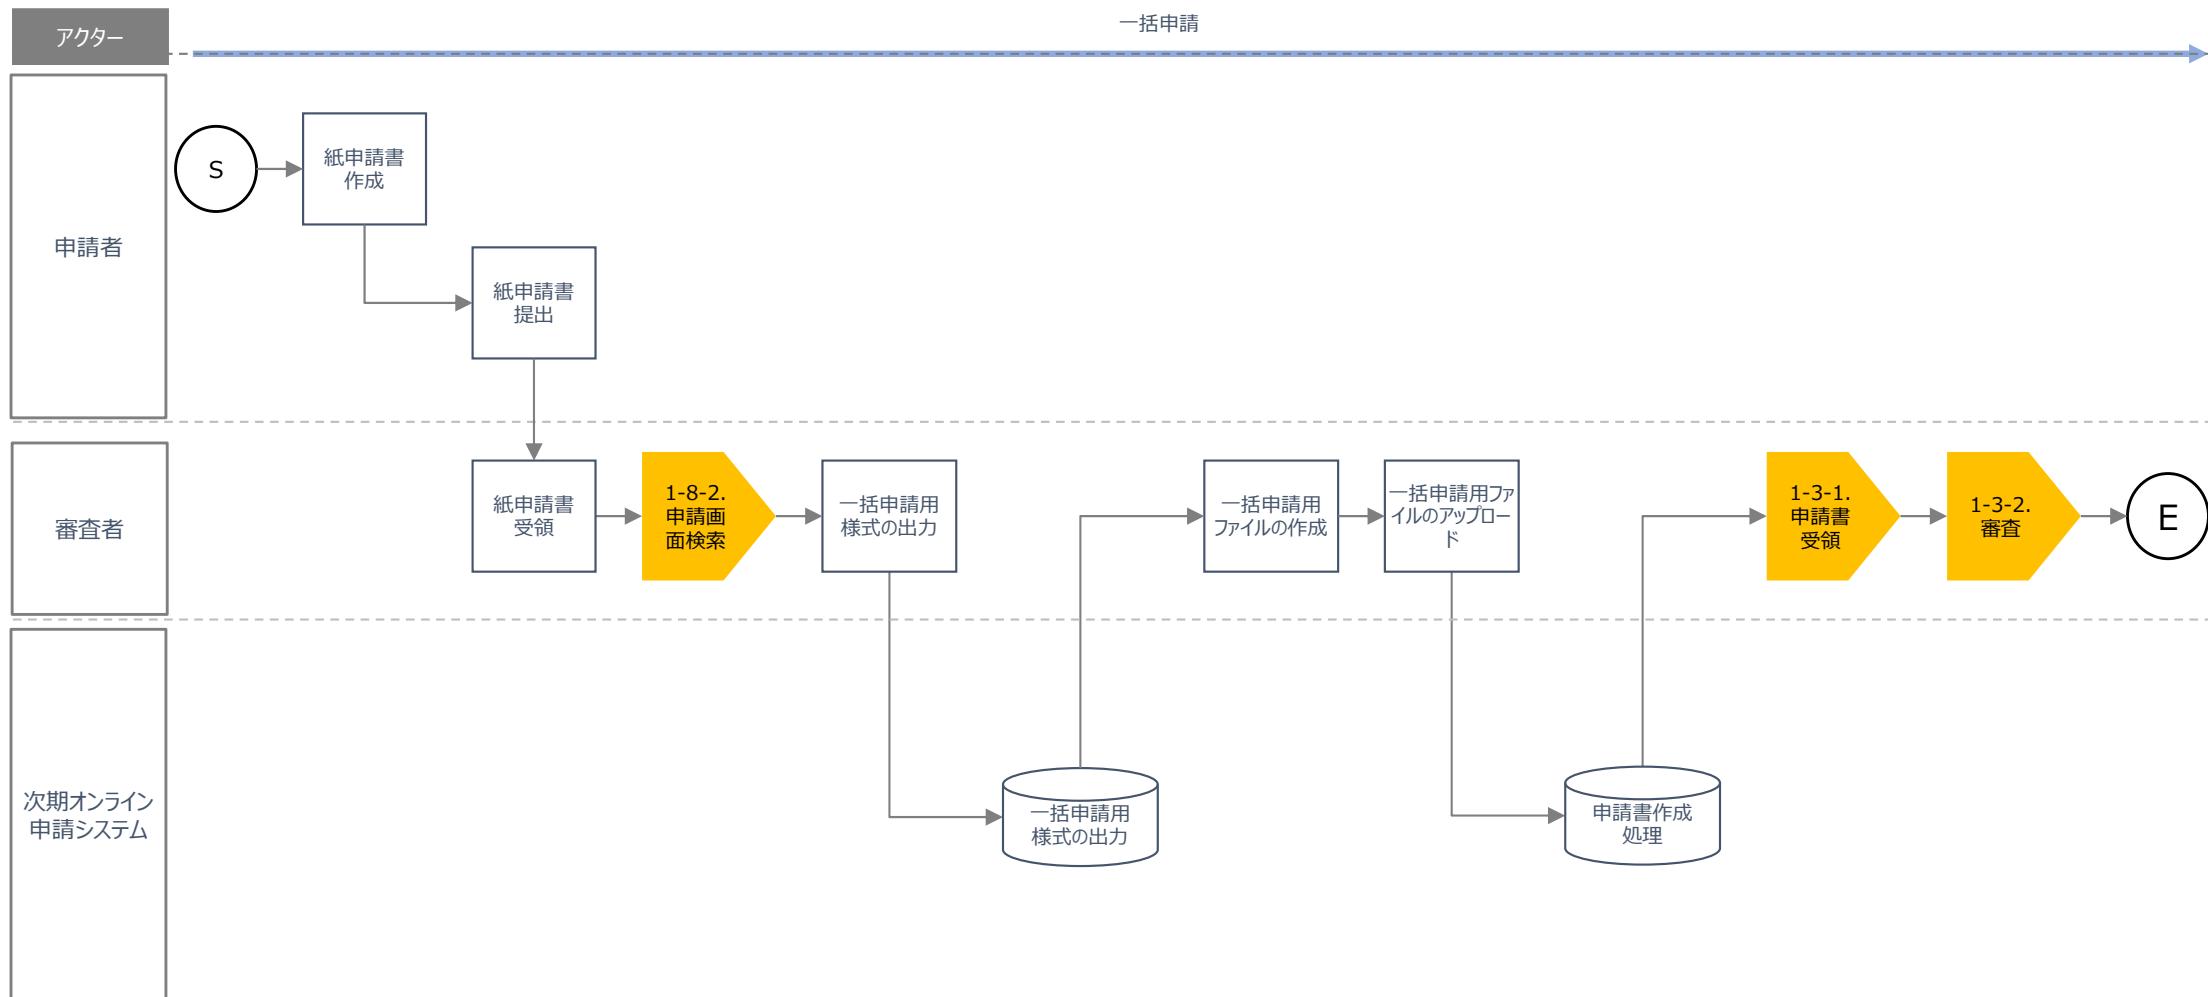 アクター
一括申請
申請者
S
紙申請書
作成
紙申請書
提出
審査者
紙申請書
受領
1-8-2.
申請画
面検索
一括申請用
様式の出力
一括申請用
ファイルの作成
一括申請用ファ
イルのアップロー
ド
1-3-1.
申請書
受領
1-3-2.
審査
E
次期オンライン
申請システム
一括申請用
様式の出力
申請書作成
処理